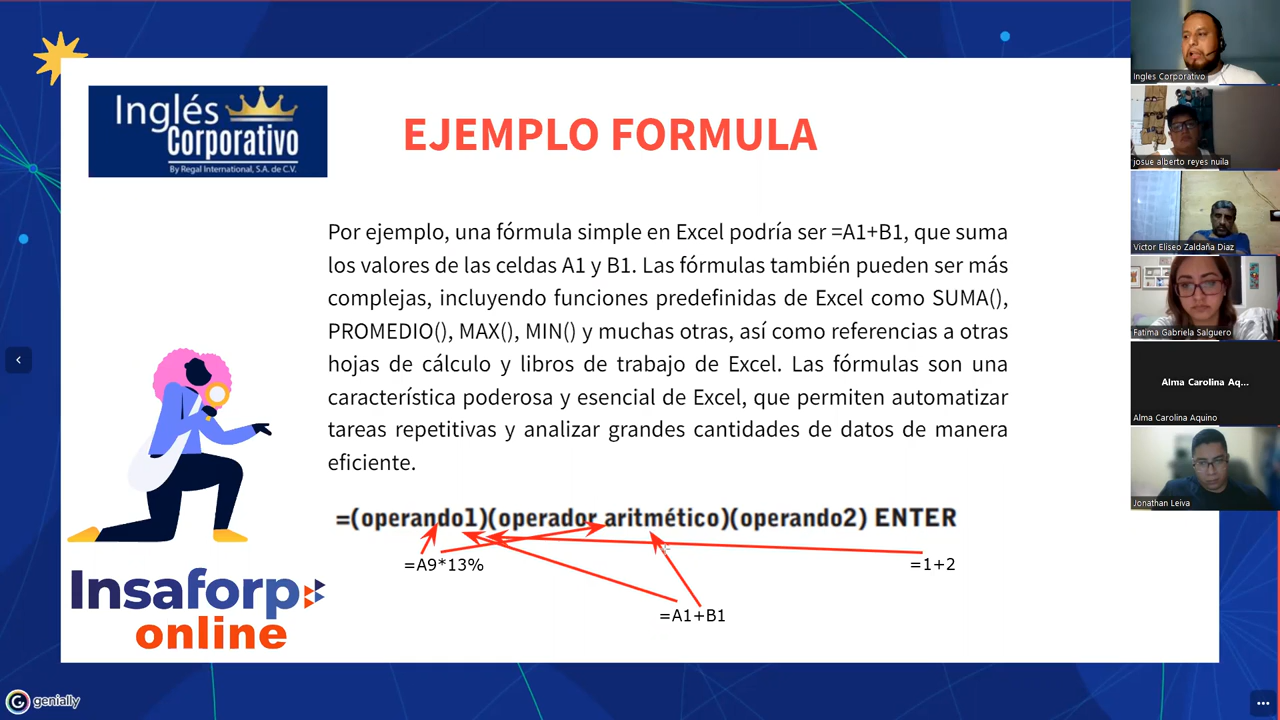 Inglés
Corporativo
By Regal International, S.A. de C.V.
EJEMPLO FORMULA
Por ejemplo, una fórmula simple en Excel podría ser =A1+B1, que suma
los valores de las celdas A1 y B1. Las fórmulas también pueden ser más
complejas, incluyendo funciones predefinidas de Excel como SUMA(),
PROMEDIO(), MAX(), MIN() y muchas otras, así como referencias a otras
hojas de cálculo y libros de trabajo de Excel. Las fórmulas son una
característica poderosa y esencial de Excel, que permiten automatizar
tareas repetitivas y analizar grandes cantidades de datos de manera
eficiente.
=(operando1)(operador aritmético)(operando2) ENTER
=A9*13%
=1+2
=A1+B1
Insaforp
online
genially
Ingles Corporativo
josue alberto reyes nuila
Victor Eliseo Zaldaña Diaz
Fatima Gabriela Salguero
Alma Carolina Aq...
Alma Carolina Aquino
Jonathan Leiva